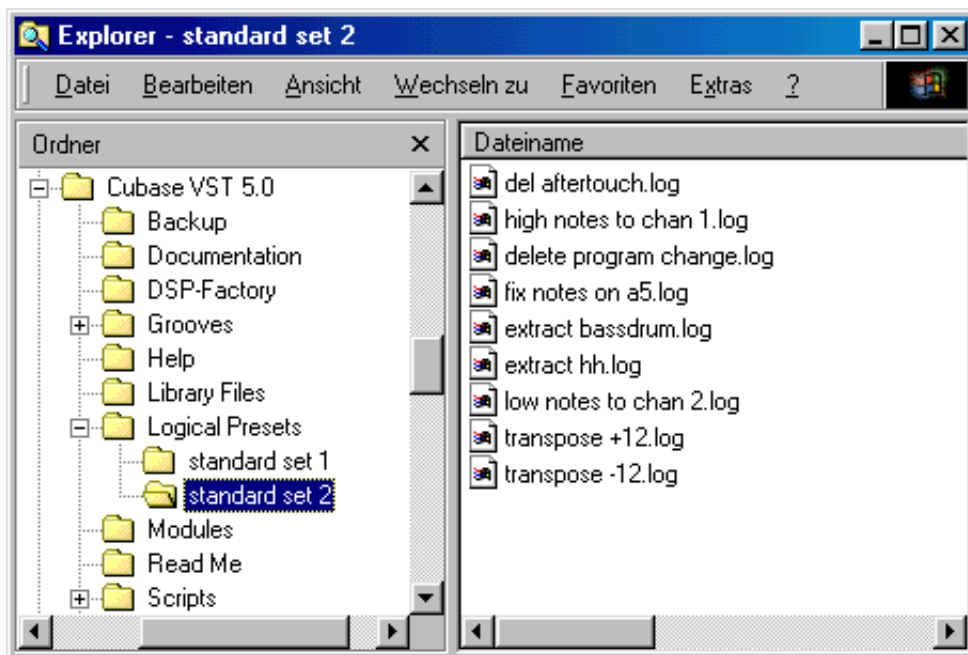 Explorer - standard set 2
Datei Bearbeiten Ansicht Wechseln zu Favoriten Extras ?
Ordner
Cubase VST 5.0
Backup
Documentation
DSP-Factory
Grooves
Help
Library Files
Logical Presets
standard set 1
standard set 2
Modules
Read Me
Scripts
Dateiname
del aftertouch.log
high notes to chan 1.log
delete program change.log
fix notes on a5.log
extract bassdrum.log
extract hh.log
low notes to chan 2.log
transpose +12.log
transpose -12.log